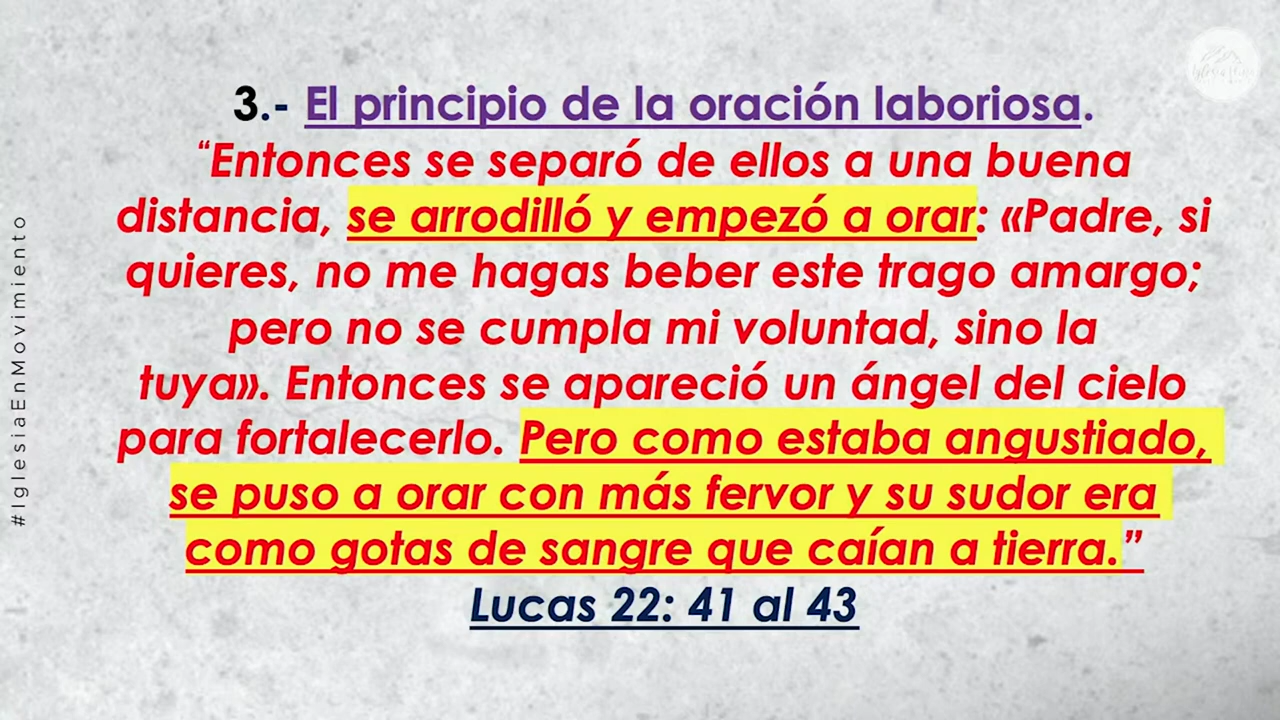 3.- El principio de la oración laboriosa.
“Entonces se separó de ellos a una buena
distancia, se arrodilló y empezó a orar: «Padre, si
quieres, no me hagas beber este trago amargo;
pero no se cumpla mi voluntad, sino la
tuya». Entonces se apareció un ángel del cielo
para fortalecerlo. Pero como estaba angustiado,
se puso a orar con más fervor y su sudor era
como gotas de sangre que caían a tierra.”
Lucas 22: 41 al 43
#IglesiaEnMovimiento